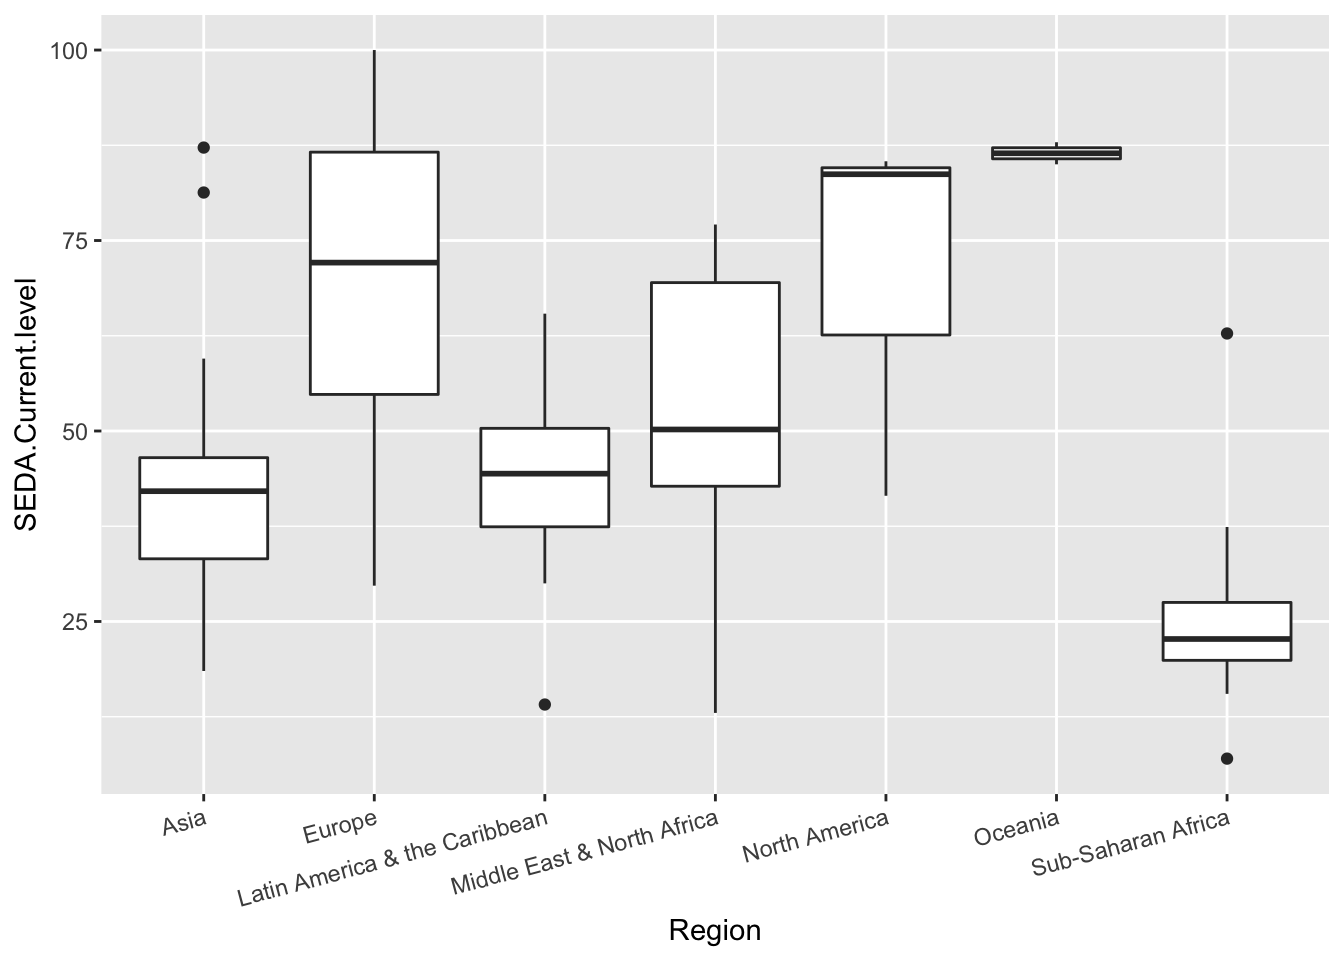 SEDA.Current.level
100
75
50
25
Asia
Europe
Latin America & the Caribbean
Middle East & North Africa
North America
Oceania
Sub-Saharan Africa
Region